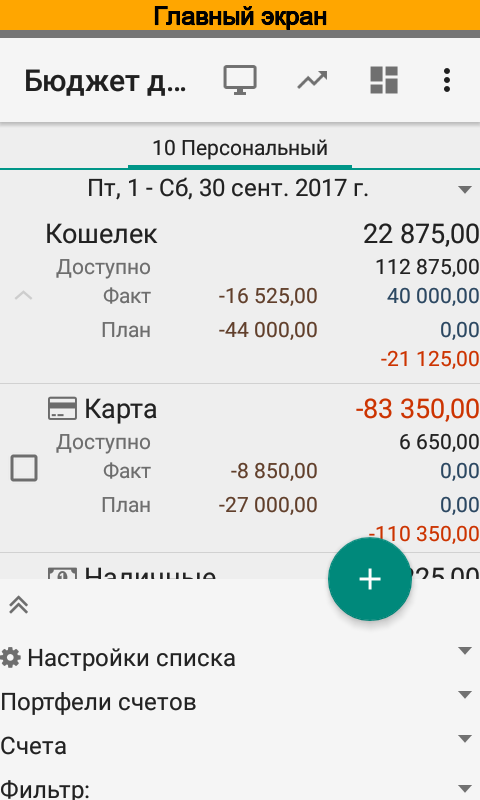 Главный экран
Бюджет д...
10 Персональный
Пт, 1 - Сб, 30 сент. 2017 г.
Кошелек 22 875,00
Доступно 112 875,00
Факт -16 525,00 40 000,00
План -44 000,00 0,00
-21 125,00
Карта -83 350,00
Доступно 6 650,00
Факт -8 850,00 0,00
План -27 000,00 0,00
-110 350,00
Наличные 225,00
Настройки списка
Портфели счетов
Счета
Фильтр: